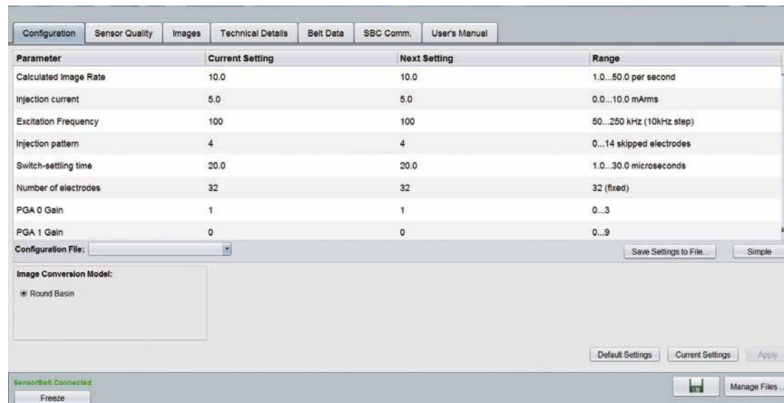 Configuration Sensor Quality Images Technical Details Belt Data SBC Comm. User's Manual
Parameter Current Setting Next Setting Range
Calculated Image Rate 10.0 10.0 1.0...50.0 per second
Injection current 5.0 5.0 0.0...10.0 mArms
Excitation Frequency 100 100 50...250 kHz (10kHz step)
Injection pattern 4 4 0...14 skipped electrodes
Switch-settling time 20.0 20.0 1.0...30.0 microseconds
Number of electrodes 32 32 32 (fixed)
PGA 0 Gain 1 1 0...3
PGA 1 Gain 0 0 0...9
Configuration File: Save Settings to File... Simple
Image Conversion Model:
Round Basin
Default Settings Current Settings Apply
SensorBelt Connected
Freeze Manage Files...